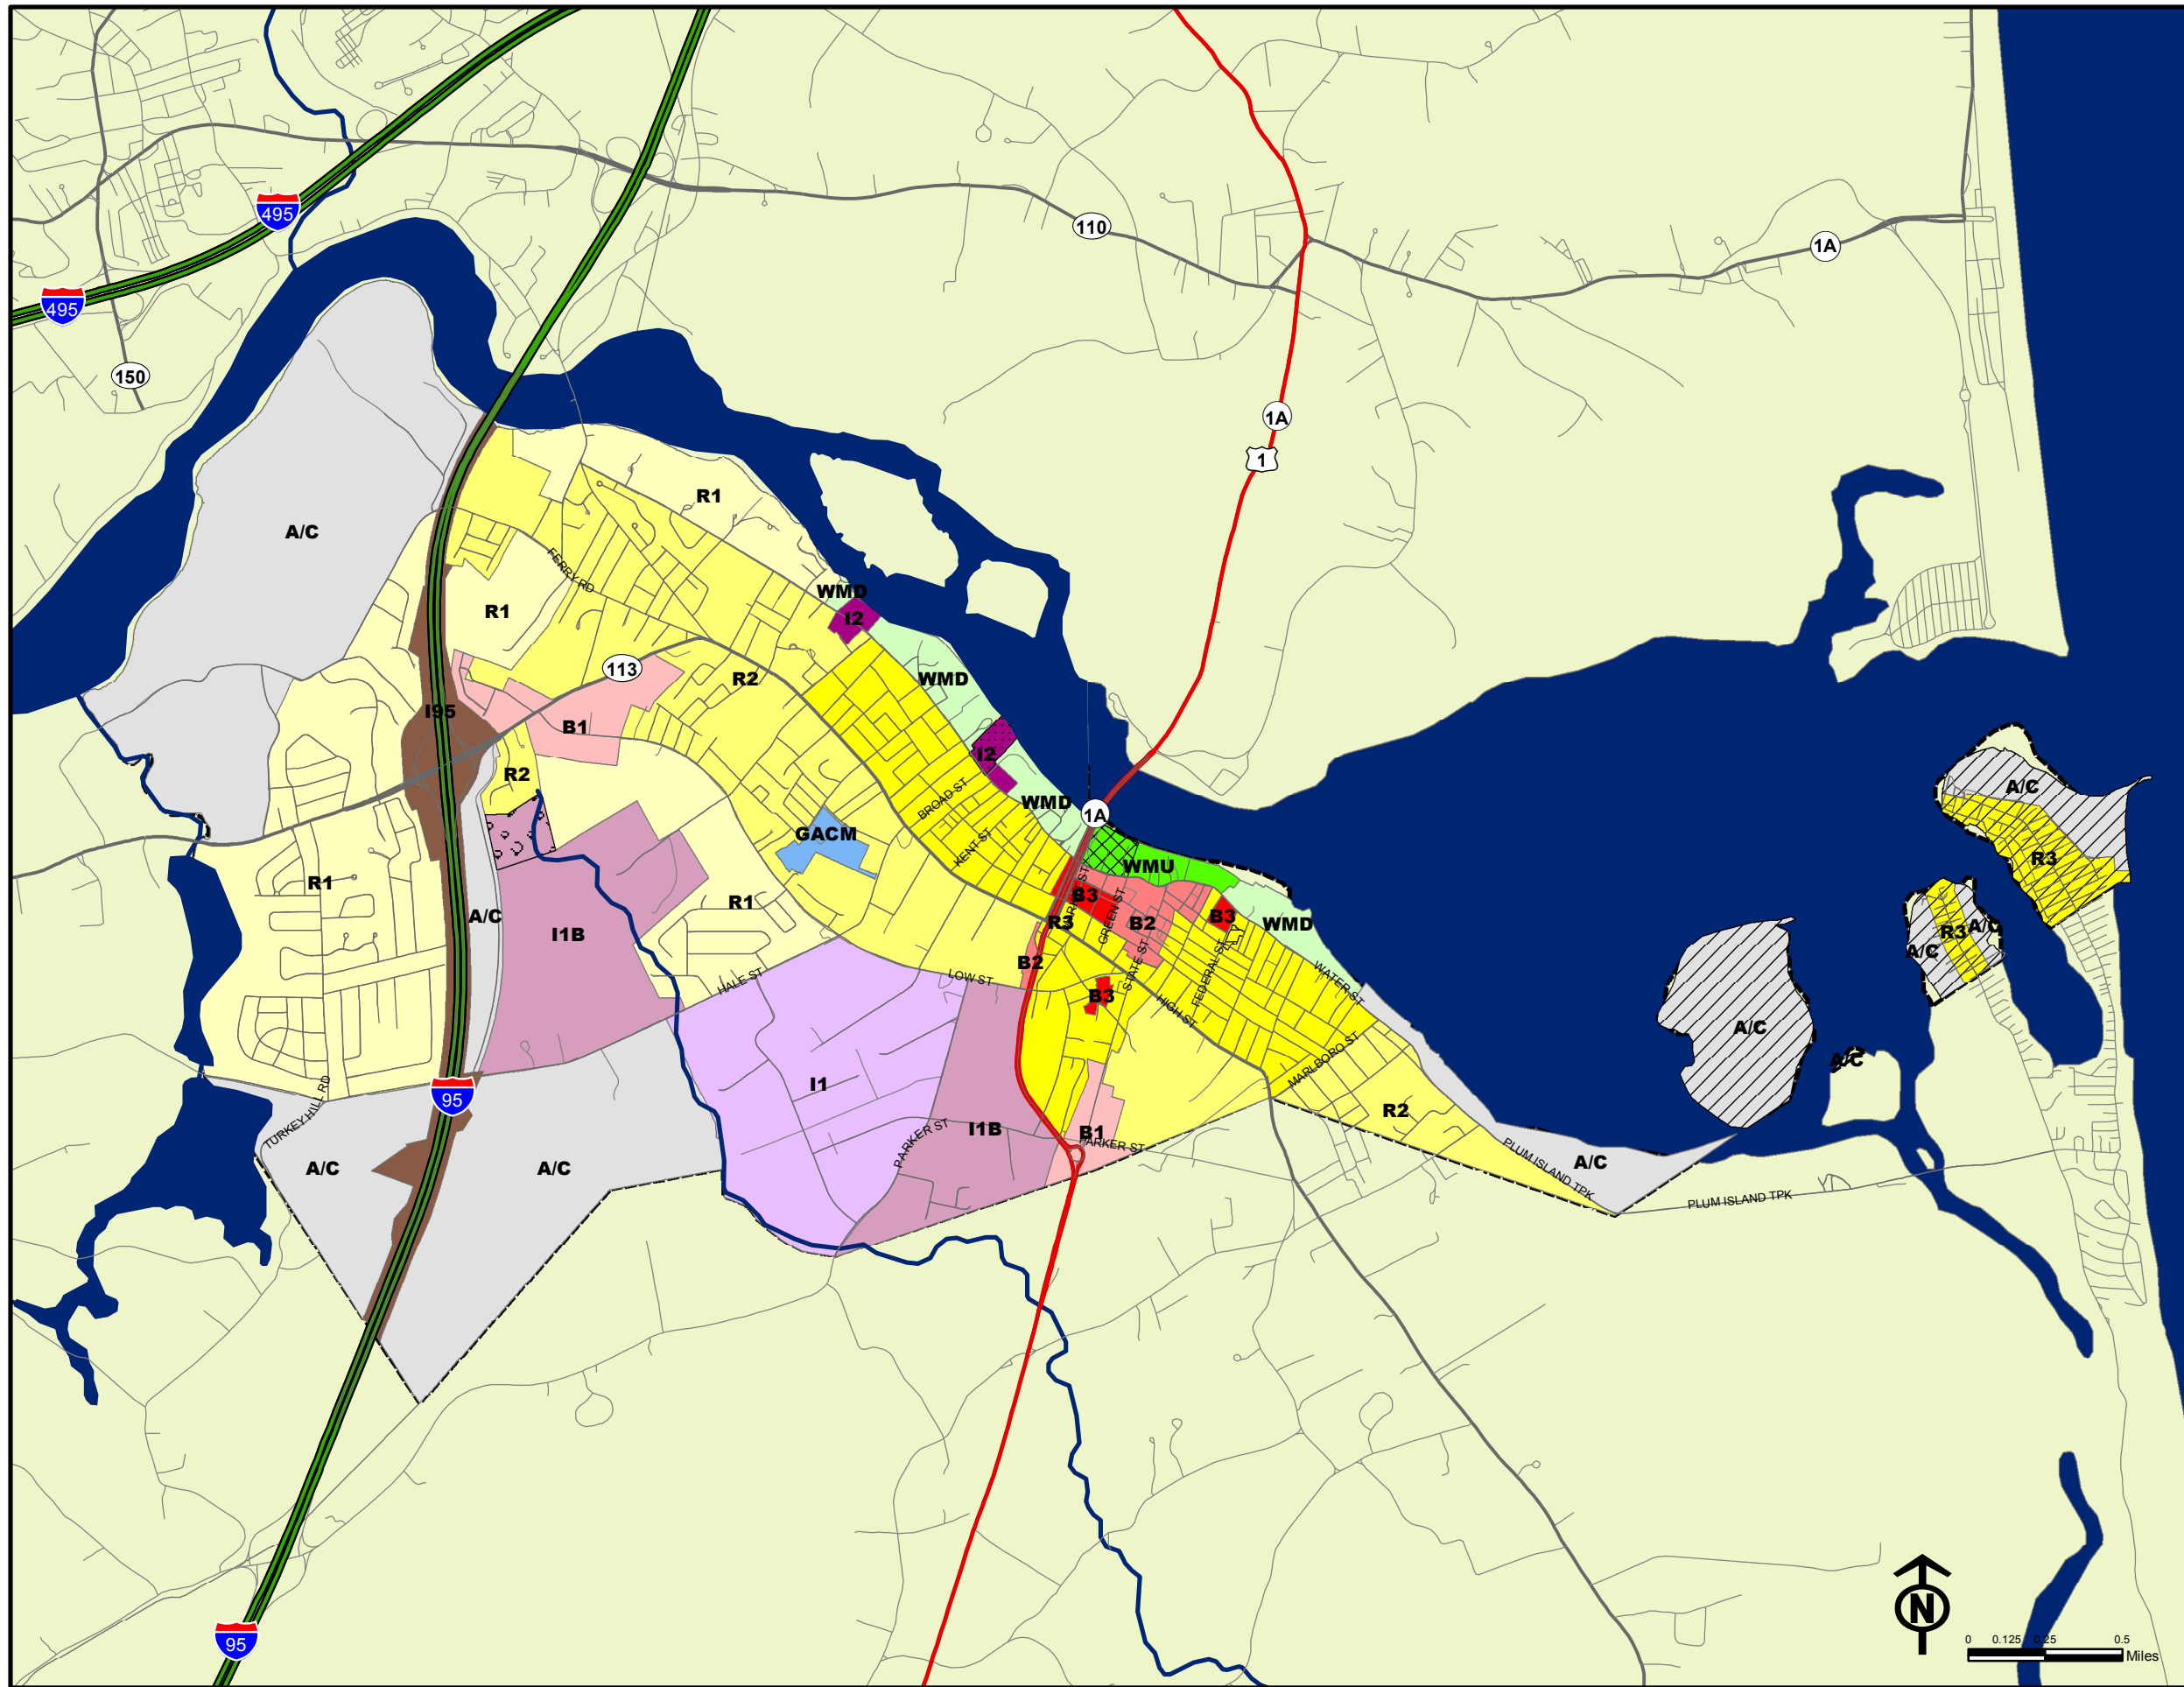 495
110
1A
495
150
1A
1
R1
A/C
FERRY RD
WMD
I2
R1
113
R2
WMD
I95
B1
I2
R2
A/C
BROAD ST
WMD
1A
GACM
KENT ST
WMU
R3
R1
B3
R1
GREEN ST
B3
A/C
R3
B2
WMD
R3
A/C
A/C
I1B
B2
STATE ST
FEDERAL ST
HALE ST
LOW ST
WATER ST
B3
HIGH ST
A/C
A/C
MARLBORO ST
I1
95
TURKEY HILL RD
R2
PARKER ST
I1B
B1
PARKER ST
A/C
A/C
PLUM ISLAND TPK
A/C
PLUM ISLAND TPK
N
95
0 0.125 0.25 0.5
Miles